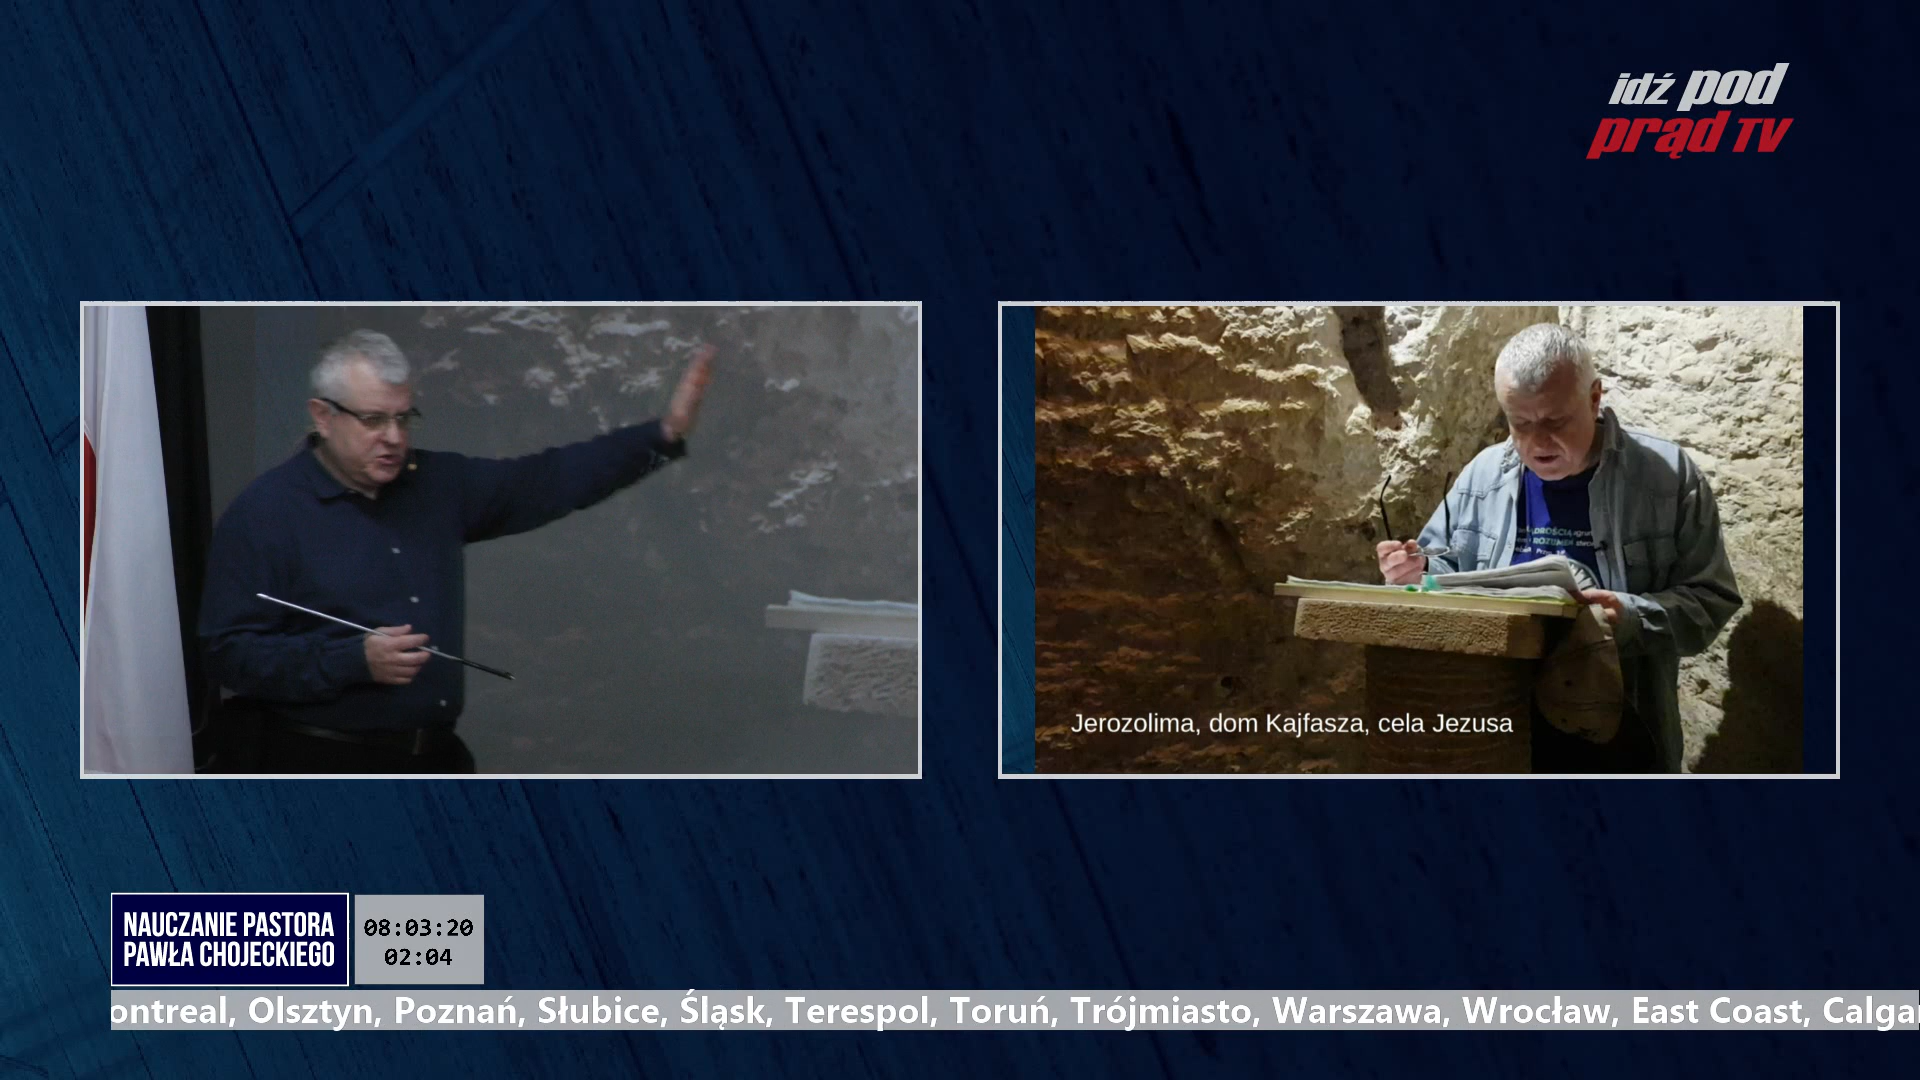 idź pod
prąd TV
Jerozolima, dom Kajfasza, cela Jezusa
NAUCZANIE PASTORA
PAWŁA CHOJECKIEGO
08:03:20
02:04
ontreal, Olsztyn, Poznań, Słubice, Śląsk, Terespol, Toruń, Trójmiasto, Warszawa, Wrocław, East Coast, Calga